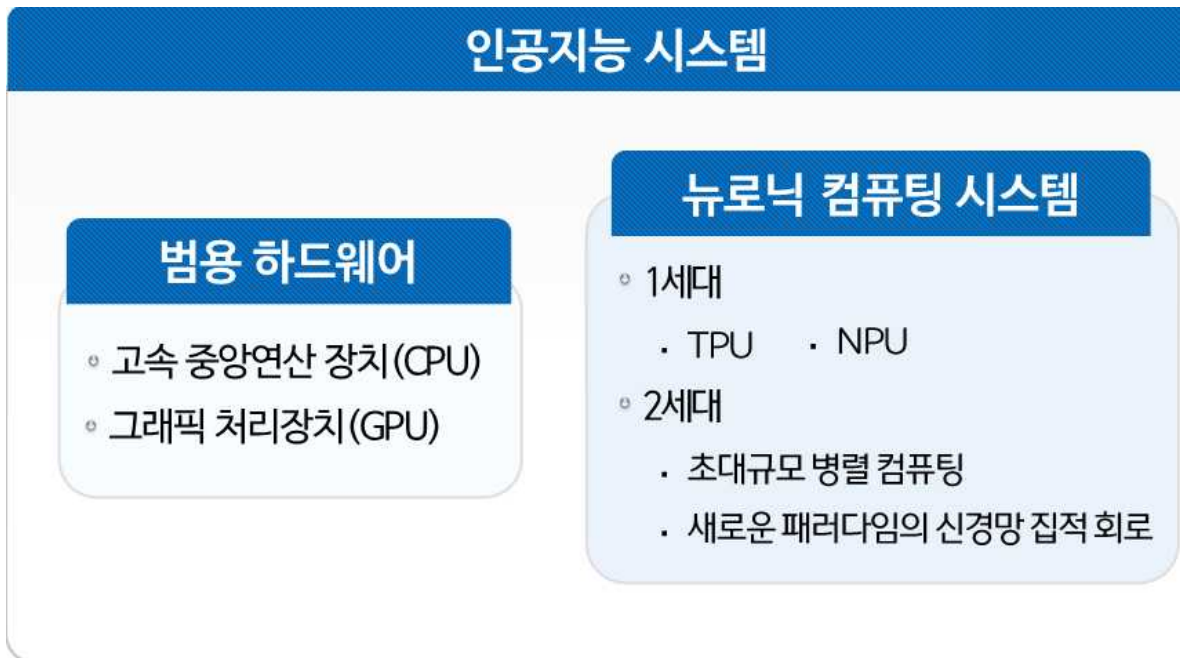 인공지능 시스템
범용 하드웨어
고속 중앙연산 장치(CPU)
그래픽 처리장치(GPU)
뉴로닉 컴퓨팅 시스템
1세대
· TPU · NPU
2세대
· 초대규모 병렬 컴퓨팅
· 새로운 패러다임의 신경망 집적 회로